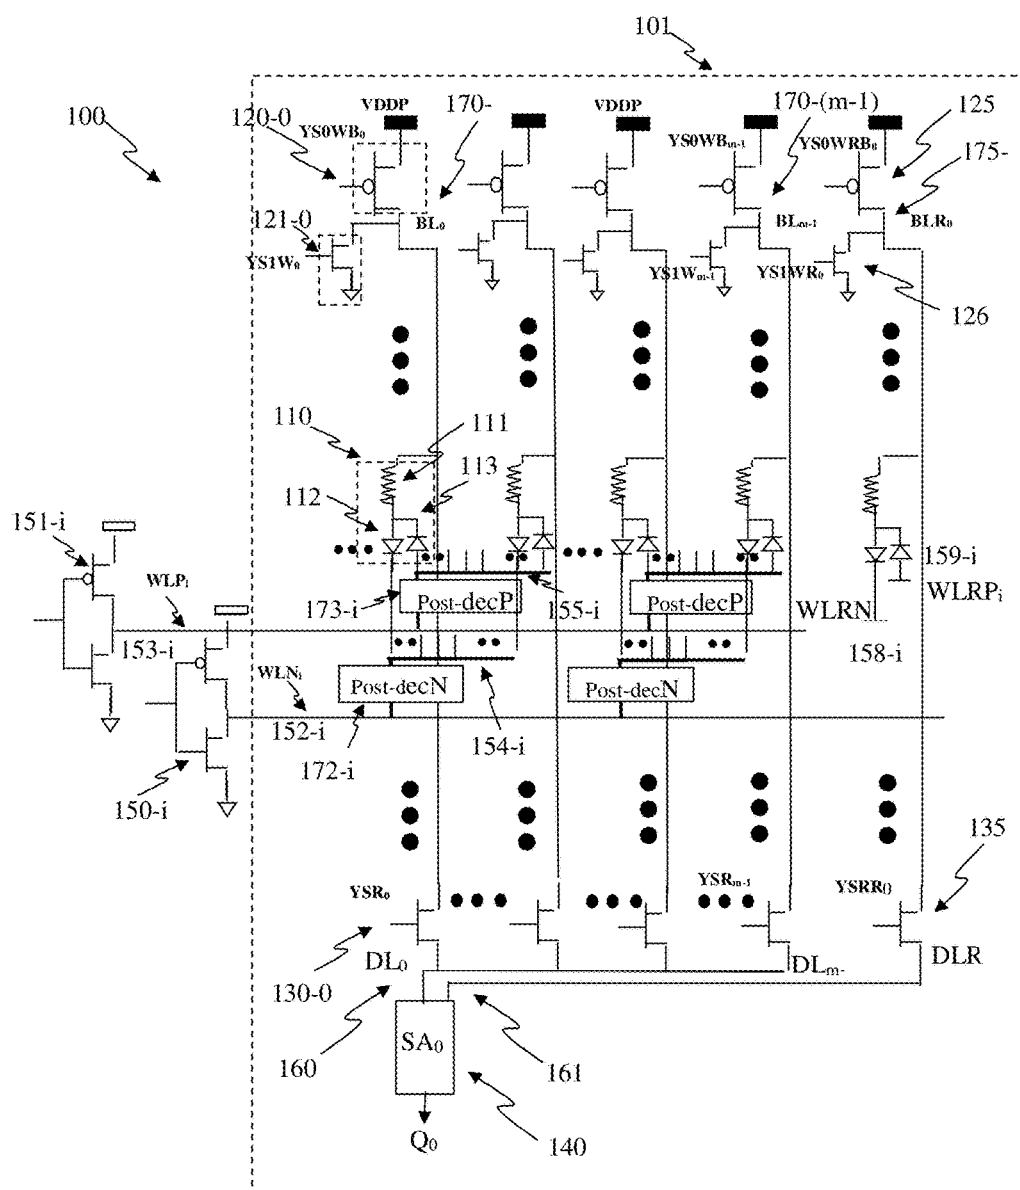 101
100
VDDP
120-0
YS0WB₀
170-
VDDP
170-(m-1)
YS0WBₘ₋₁
YS0WRB₀
125
175-
BL₀
BLₘ₋₁
BLR₀
121-0
YS1W₀
YS1Wₘ₋₁
YS1WR₀
126
110
111
113
112
151-i
WLPᵢ
153-i
173-i
Post-decP
155-i
Post-decP
WLRN
159-i
WLRPᵢ
158-i
WLNᵢ
152-i
Post-decN
172-i
154-i
Post-decN
150-i
YSR₀
YSRₘ₋₁
YSRR₀
135
DL₀
DLₘ₋
DLR
130-0
160
SA₀
161
140
Q₀